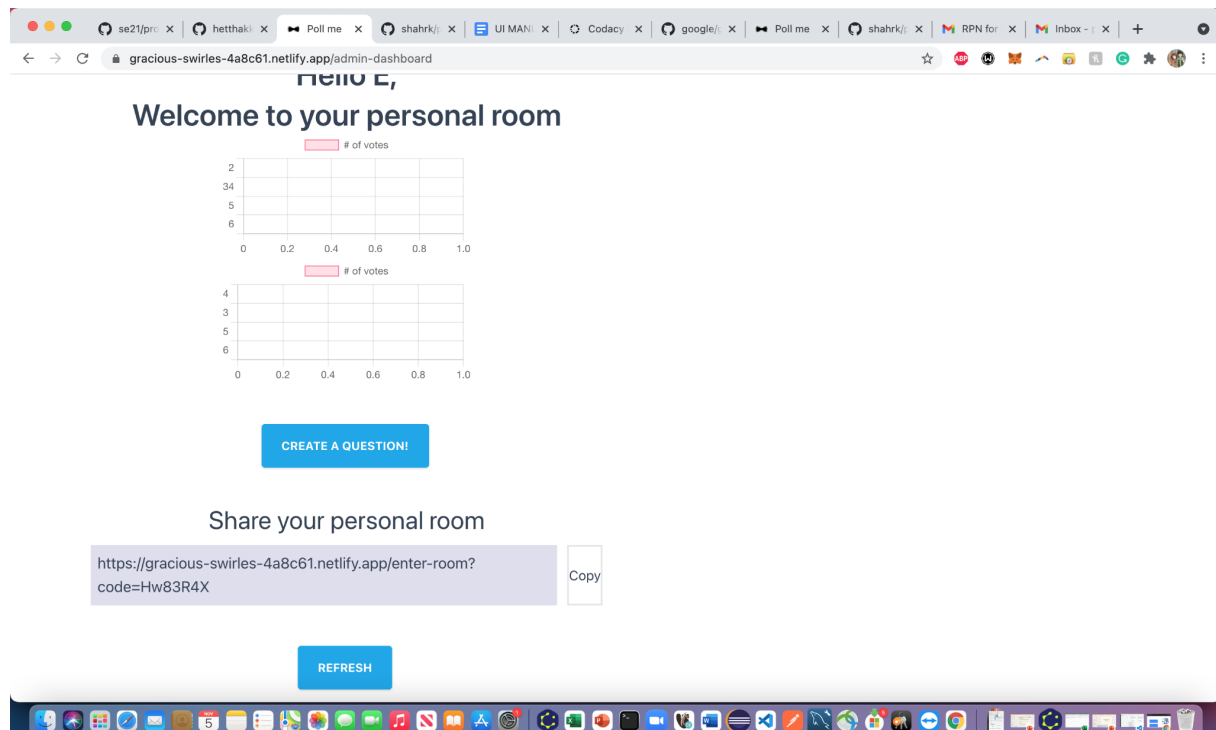 se21/pro
hetthakk
Poll me
shahrk/p
UI MAN
Codacy
google/g
Poll me
shahrk/p
RPN for
Inbox -
gracious-swirles-4a8c61.netlify.app/admin-dashboard
Hello E,
Welcome to your personal room
# of votes
2
34
5
6
0 0.2 0.4 0.6 0.8 1.0
# of votes
4
3
5
6
0 0.2 0.4 0.6 0.8 1.0
CREATE A QUESTION!
Share your personal room
https://gracious-swirles-4a8c61.netlify.app/enter-room?
code=Hw83R4X
Copy
REFRESH
NOV
5